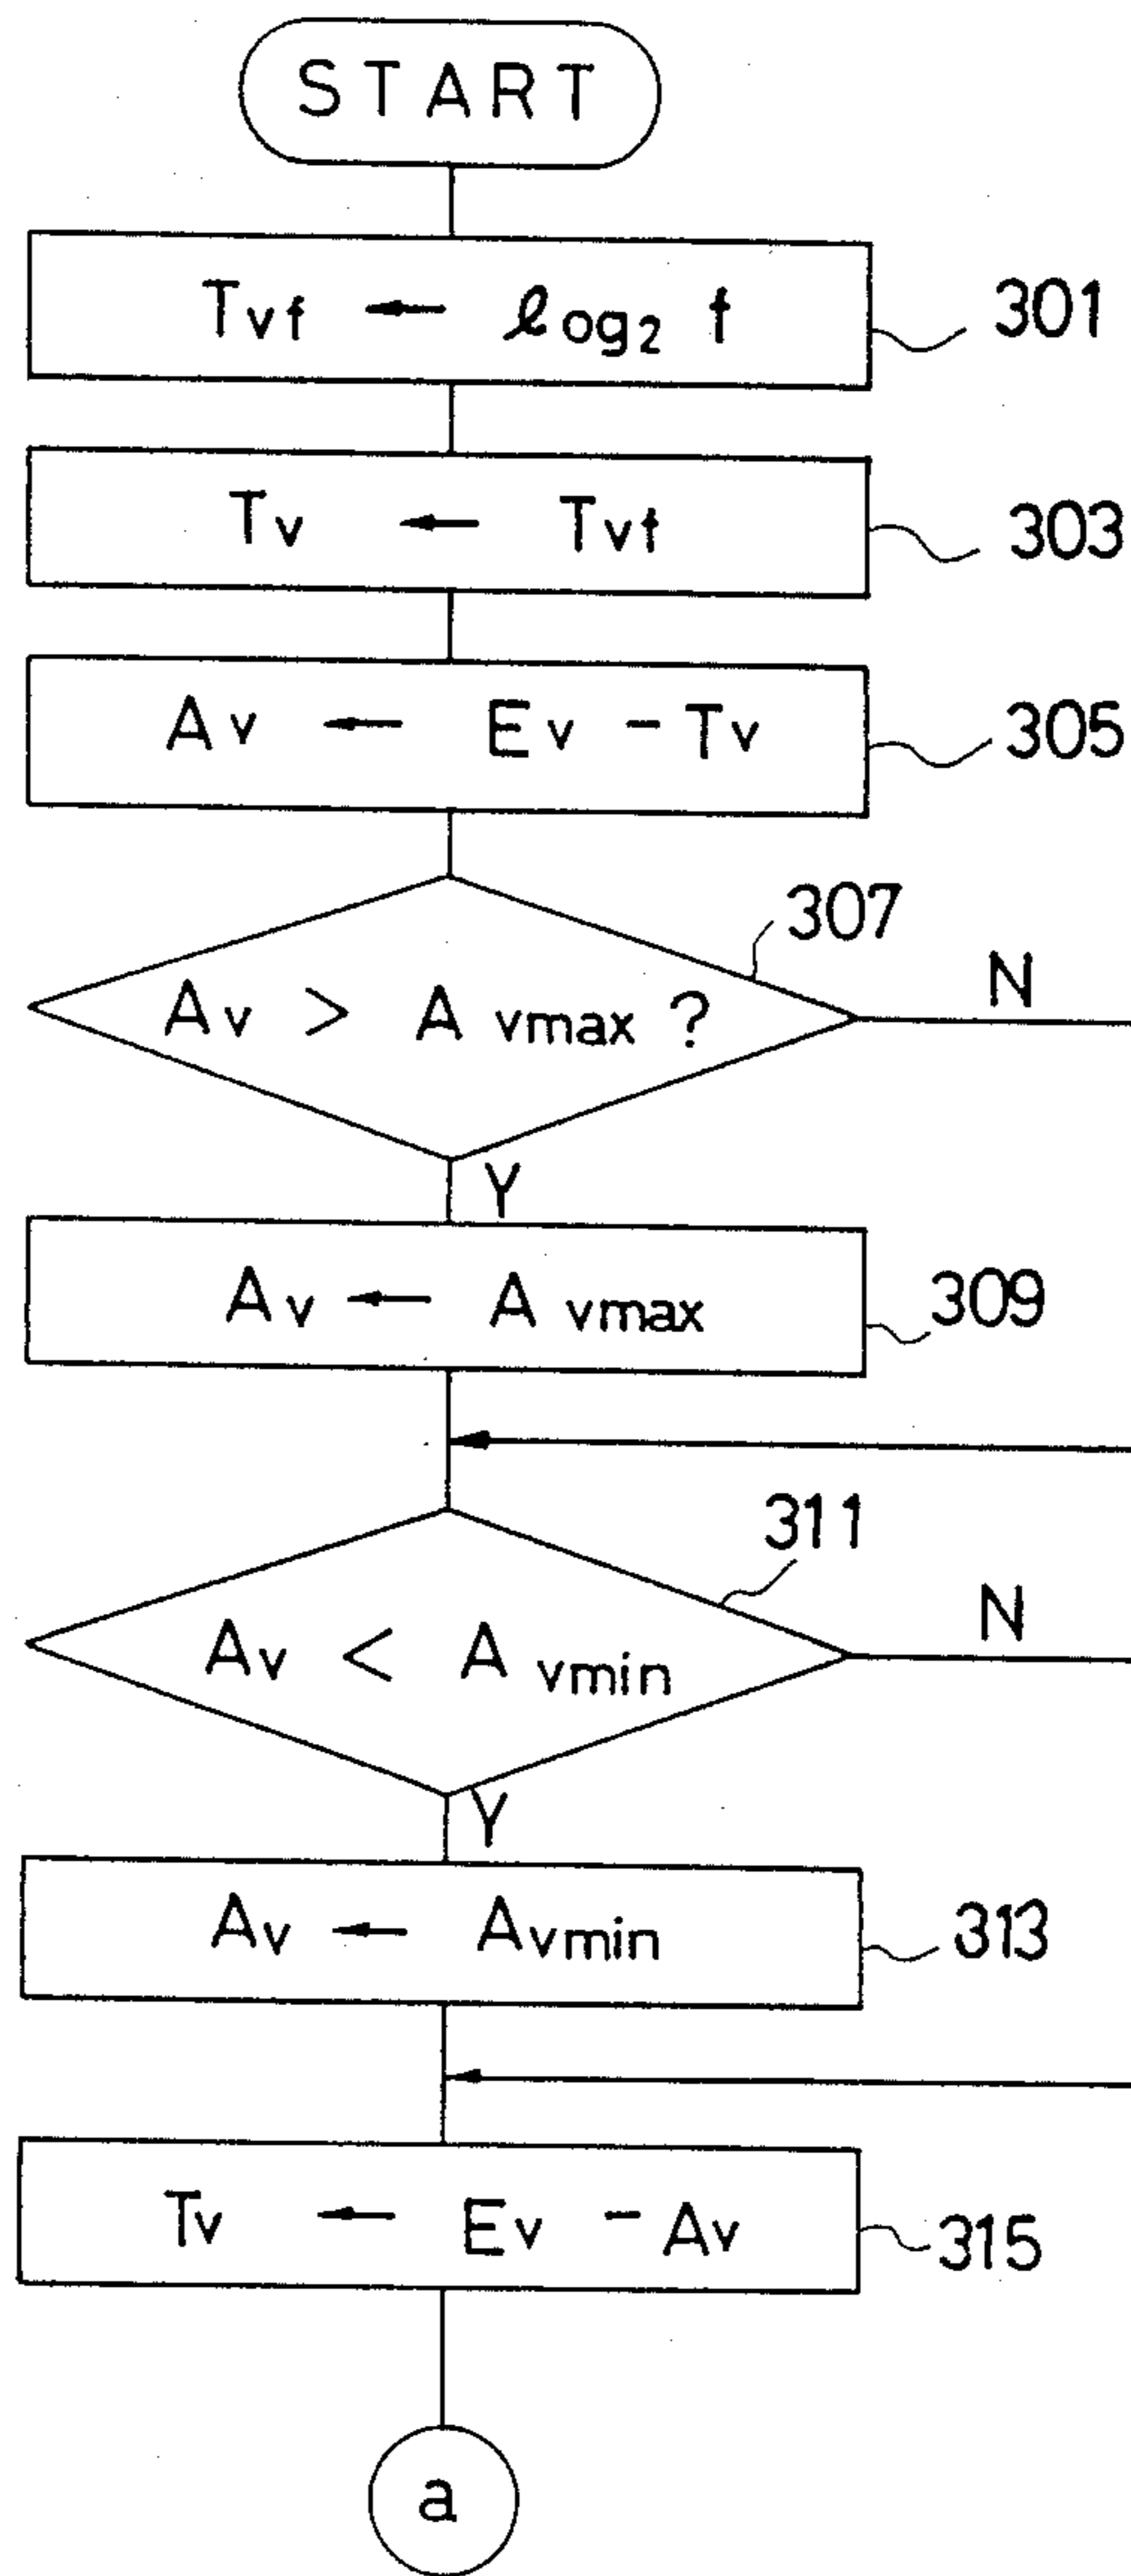 START
Tvf ← log2 f 301
Tv ← Tvf 303
Av ← Ev - Tv 305
307
Av > Avmax ? N
Y
Av ← Avmax 309
311
Av < Avmin N
Y
Av ← Avmin 313
Tv ← Ev - Av 315
a